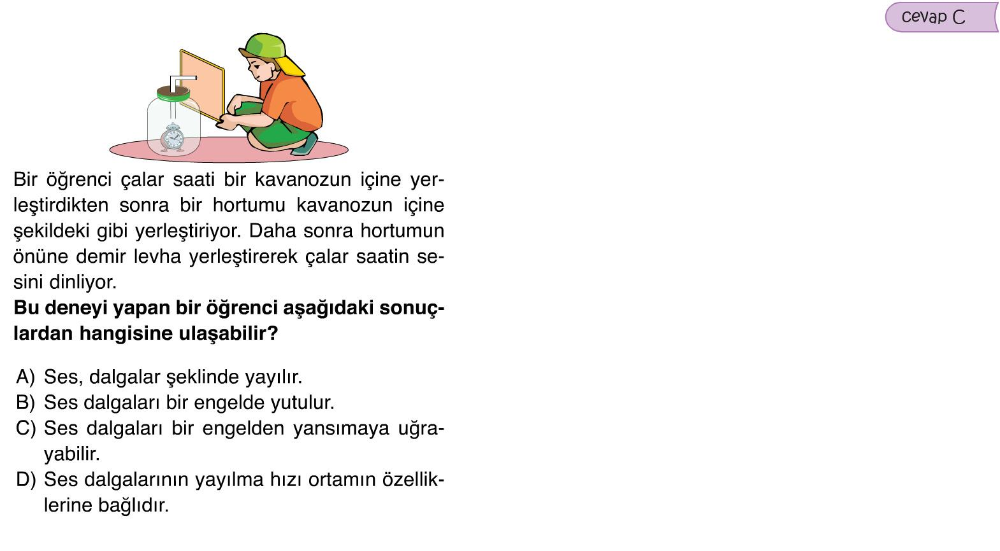 cevap C
Bir öğrenci çalar saati bir kavanozun içine yer-
leştirdikten sonra bir hortumu kavanozun içine
şekildeki gibi yerleştiriyor. Daha sonra hortumun
önüne demir levha yerleştirerek çalar saatin se-
sini dinliyor.
Bu deneyi yapan bir öğrenci aşağıdaki sonuç-
lardan hangisine ulaşabilir?
A) Ses, dalgalar şeklinde yayılır.
B) Ses dalgaları bir engelde yutulur.
C) Ses dalgaları bir engelden yansımaya uğra-
yabilir.
D) Ses dalgalarının yayılma hızı ortamın özellik-
lerine bağlıdır.